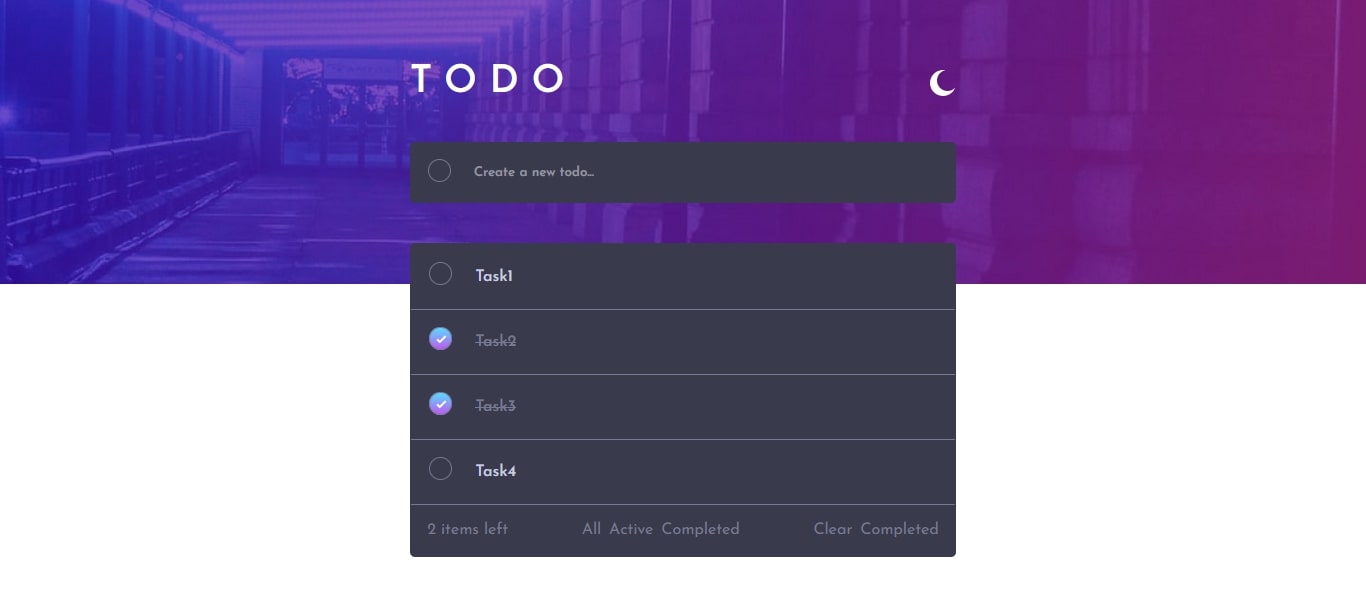 TODO
Create a new todo...
Task1
Task2
Task3
Task4
2 items left All Active Completed Clear Completed